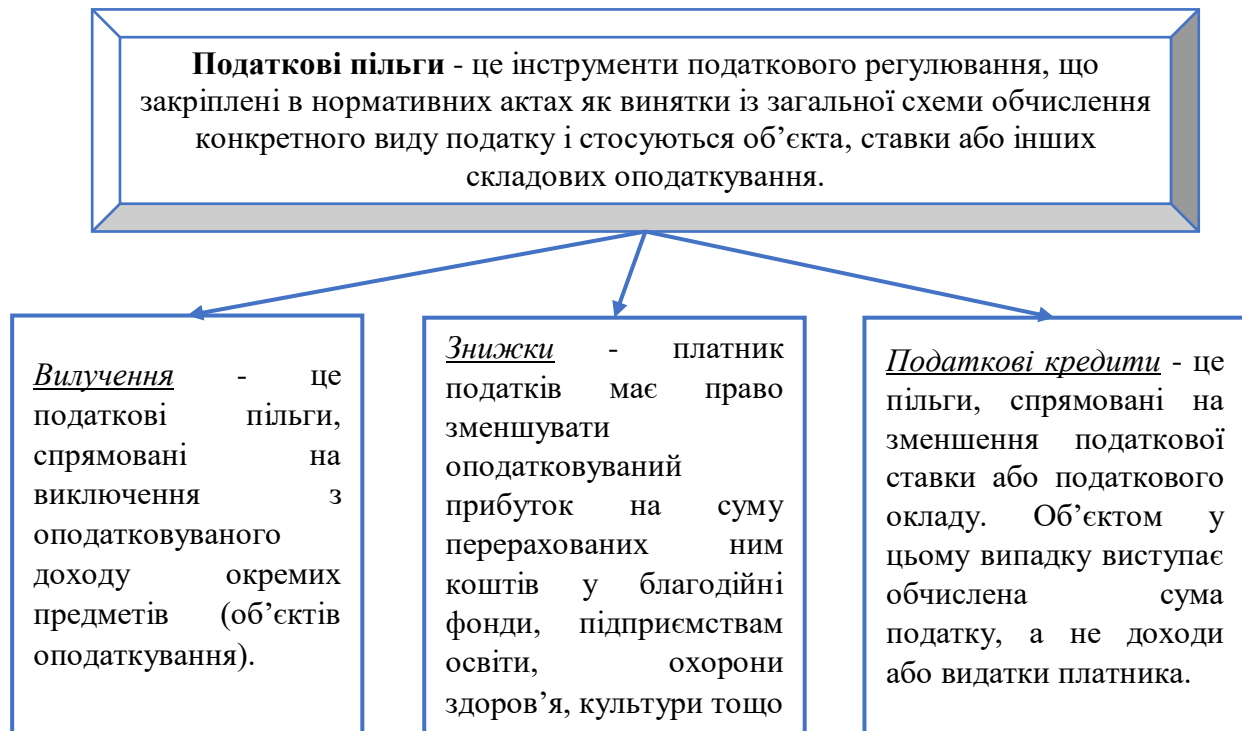 Податкові пільги - це інструменти податкового регулювання, що
закріплені в нормативних актах як винятки із загальної схеми обчислення
конкретного виду податку і стосуються об’єкта, ставки або інших
складових оподаткування.
Вилучення - це
податкові пільги,
спрямовані на
виключення з
оподатковуваного
доходу окремих
предметів (об’єктів
оподаткування).
Знижки - платник
податків має право
зменшувати
оподатковуваний
прибуток на суму
перерахованих ним
коштів у благодійні
фонди, підприємствам
освіти, охорони
здоров’я, культури тощо
Податкові кредити - це
пільги, спрямовані на
зменшення податкової
ставки або податкового
окладу. Об’єктом у
цьому випадку виступає
обчислена сума
податку, а не доходи
або видатки платника.